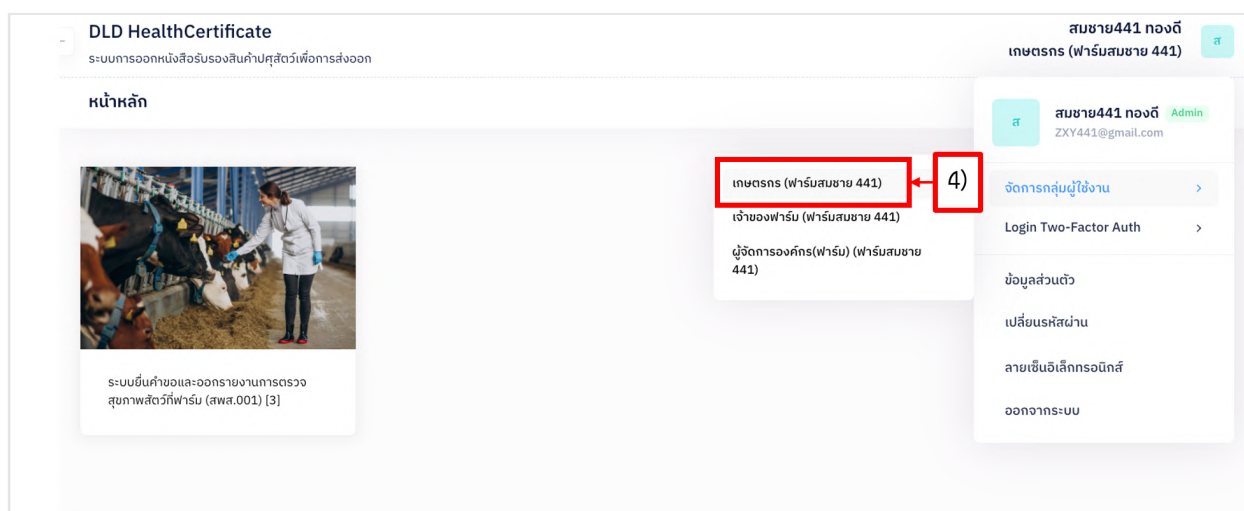 DLD HealthCertificate
ระบบการออกหนังสือรับรองสินค้าปศุสัตว์เพื่อการส่งออก
สมชาย441 ทองดี
เกษตรกร (ฟาร์มสมชาย 441)
ส
หน้าหลัก
ส
สมชาย441 ทองดี Admin
ZXY441@gmail.com
เกษตรกร (ฟาร์มสมชาย 441)
4)
เจ้าของฟาร์ม (ฟาร์มสมชาย 441)
ผู้จัดการองค์กร(ฟาร์ม) (ฟาร์มสมชาย
441)
จัดการกลุ่มผู้ใช้งาน
Login Two-Factor Auth
ข้อมูลส่วนตัว
เปลี่ยนรหัสผ่าน
ลายเซ็นอิเล็กทรอนิกส์
ออกจากระบบ
ระบบยื่นคำขอและออกรายงานการตรวจ
สุขภาพสัตว์ที่ฟาร์ม (สพส.001) [3]